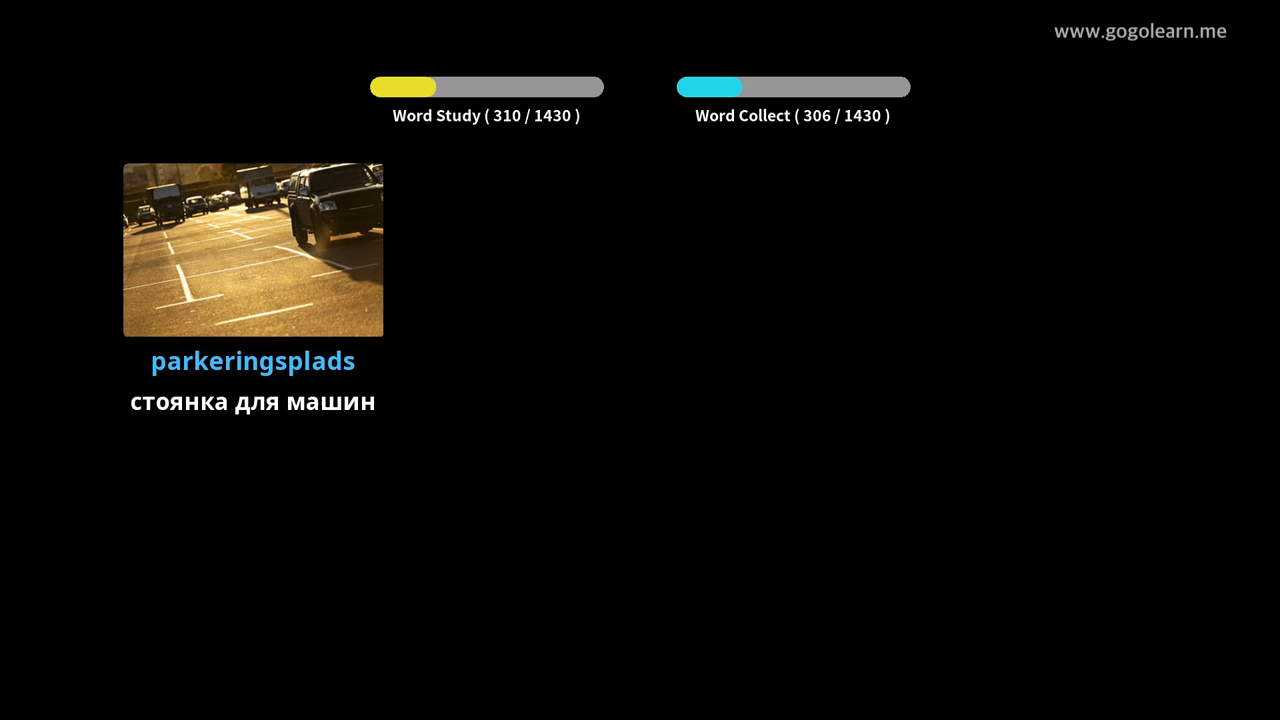 www.gogolearn.me
Word Study ( 310 / 1430 )
Word Collect ( 306 / 1430 )
parkeringsplads
стоянка для машин